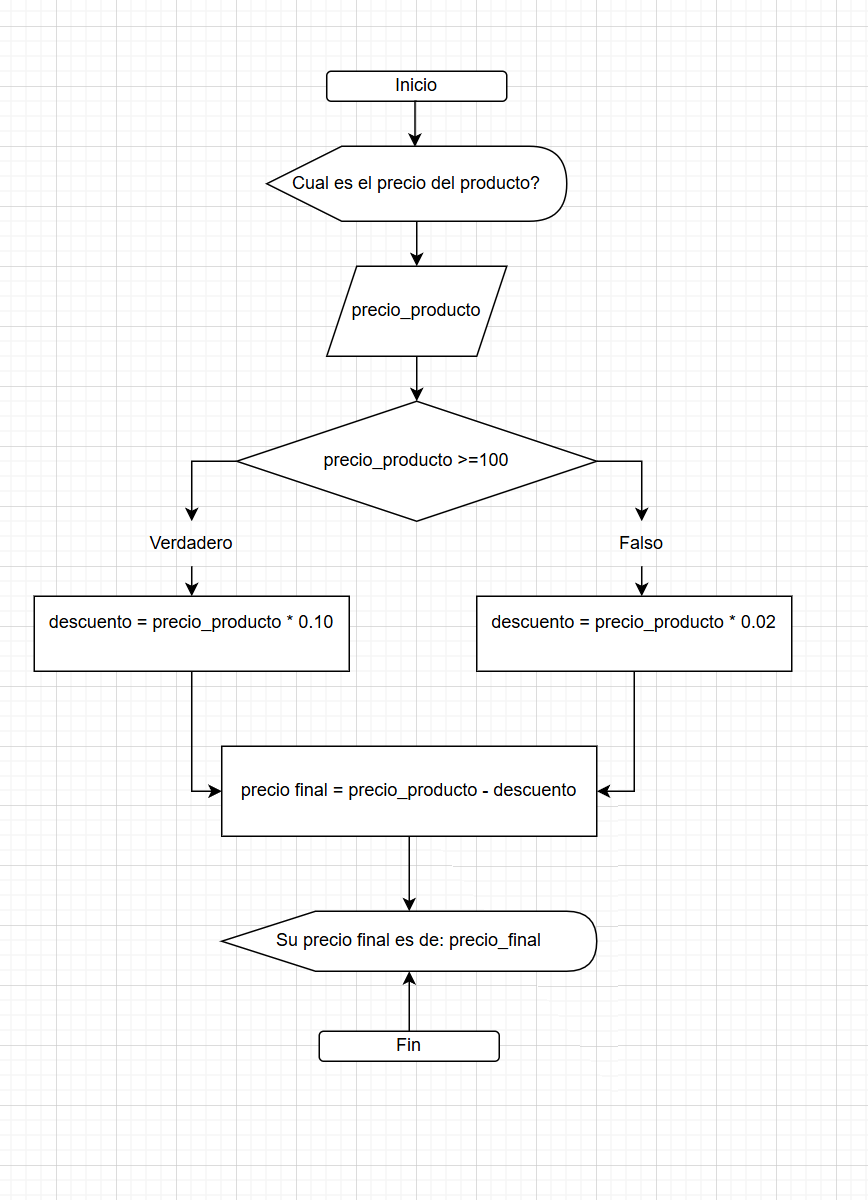 Inicio
Cual es el precio del producto?
precio_producto
precio_producto >=100
Verdadero
Falso
descuento = precio_producto * 0.10
descuento = precio_producto * 0.02
precio final = precio_producto - descuento
Su precio final es de: precio_final
Fin